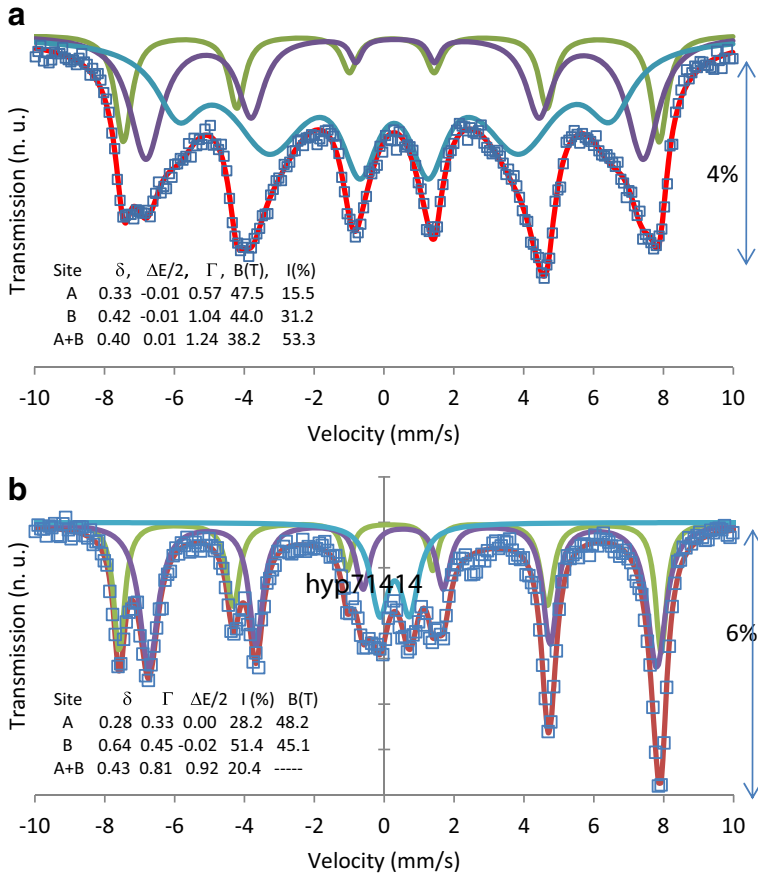 a
Transmission (n. u.)
4%
Site δ, ΔE/2, Γ, B(T), I(%)
A 0.33 -0.01 0.57 47.5 15.5
B 0.42 -0.01 1.04 44.0 31.2
A+B 0.40 0.01 1.24 38.2 53.3
-10 -8 -6 -4 -2 0 2 4 6 8 10
Velocity (mm/s)
b
Transmission (n. u.)
hyp71414
6%
Site δ Γ ΔE/2 I (%) B(T)
A 0.28 0.33 0.00 28.2 48.2
B 0.64 0.45 -0.02 51.4 45.1
A+B 0.43 0.81 0.92 20.4 -----
-10 -8 -6 -4 -2 0 2 4 6 8 10
Velocity (mm/s)